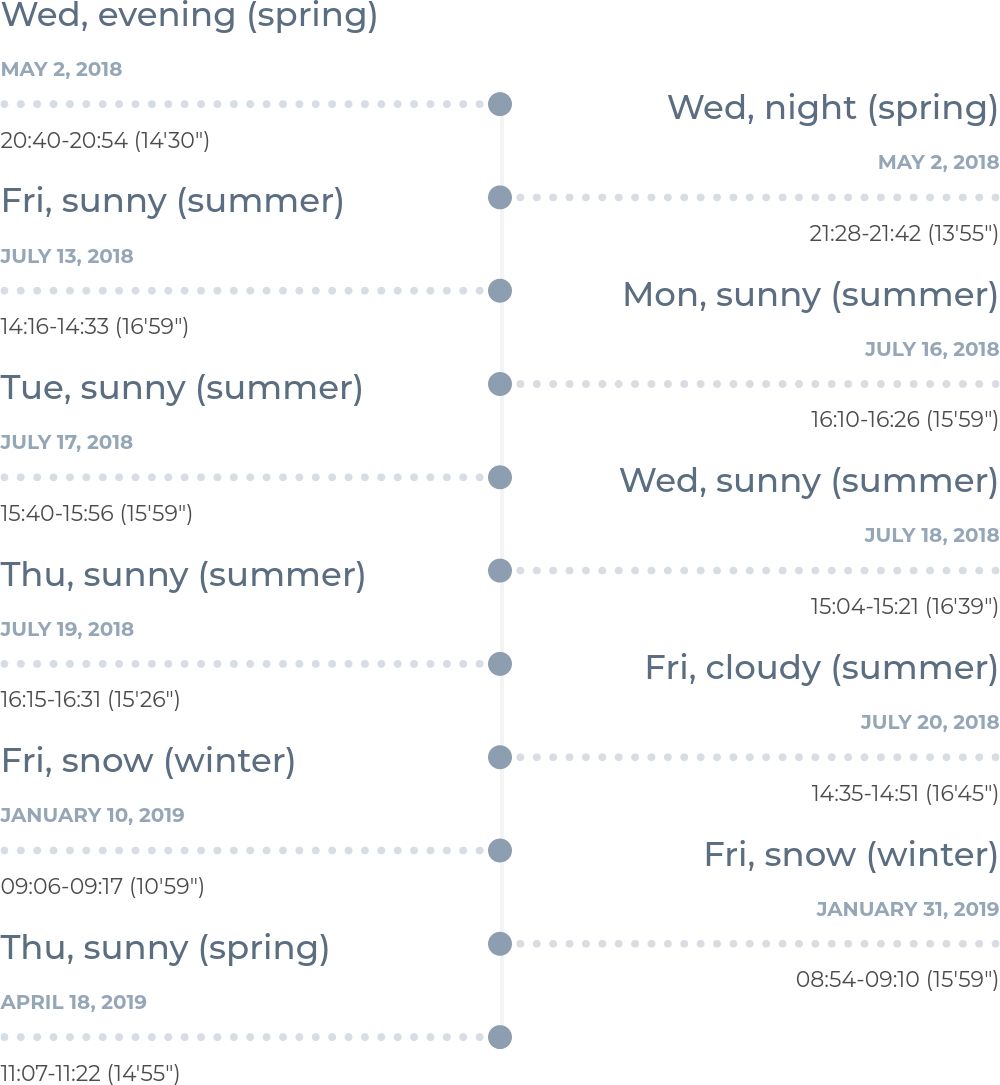 Wed, evening (spring)
MAY 2, 2018
20:40-20:54 (14'30")
Wed, night (spring)
MAY 2, 2018
21:28-21:42 (13'55")
Fri, sunny (summer)
JULY 13, 2018
14:16-14:33 (16'59")
Mon, sunny (summer)
JULY 16, 2018
16:10-16:26 (15'59")
Tue, sunny (summer)
JULY 17, 2018
15:40-15:56 (15'59")
Wed, sunny (summer)
JULY 18, 2018
15:04-15:21 (16'39")
Thu, sunny (summer)
JULY 19, 2018
16:15-16:31 (15'26")
Fri, cloudy (summer)
JULY 20, 2018
14:35-14:51 (16'45")
Fri, snow (winter)
JANUARY 10, 2019
09:06-09:17 (10'59")
Fri, snow (winter)
JANUARY 31, 2019
08:54-09:10 (15'59")
Thu, sunny (spring)
APRIL 18, 2019
11:07-11:22 (14'55")